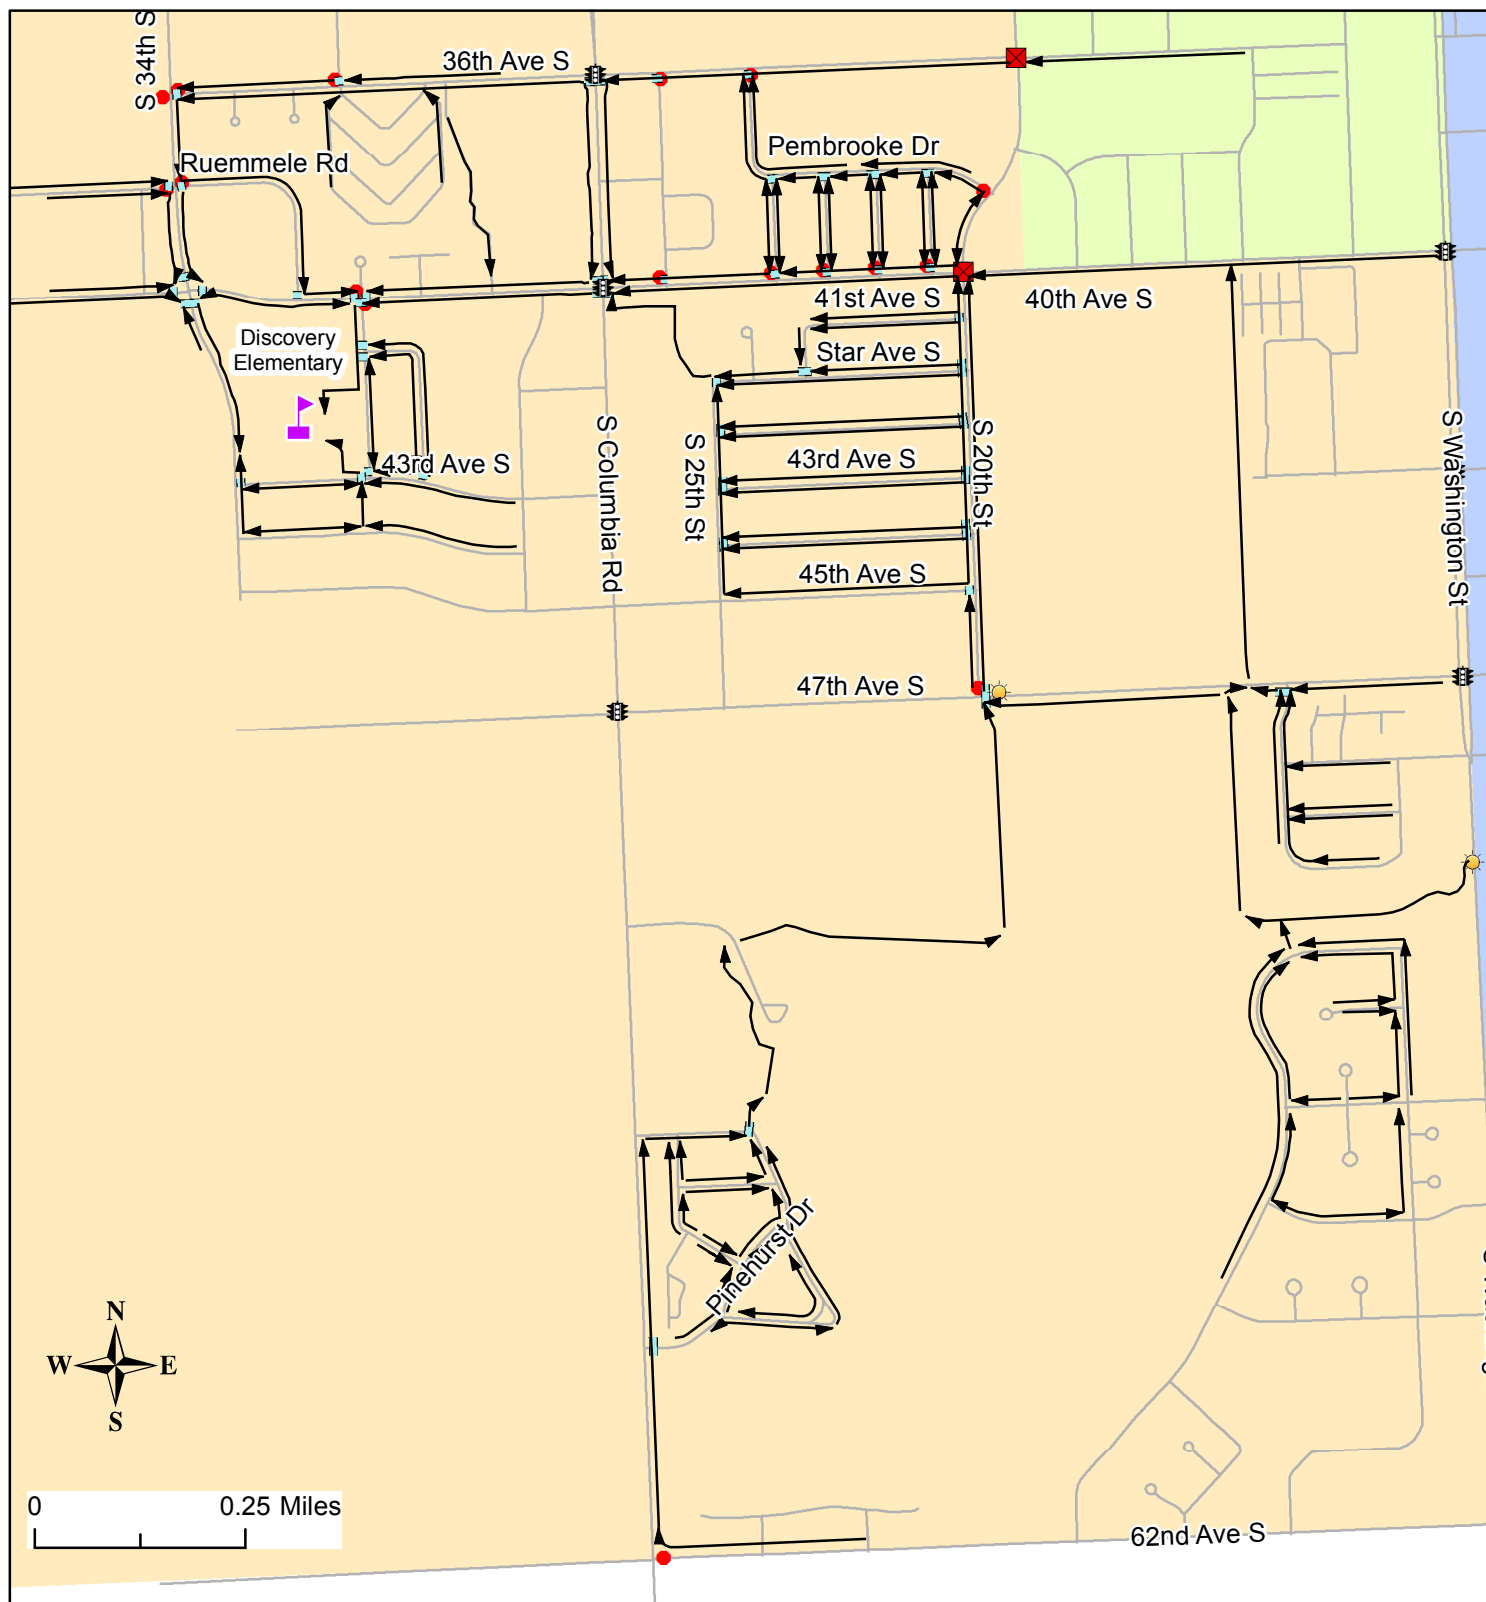 S 34th S
36th Ave S
Pembrooke Dr
Ruemmele Rd
41st Ave S
40th Ave S
Discovery
Elementary
Star Ave S
S Columbia Rd
S 25th St
S 20th St
S Washington St
43rd Ave S
43rd Ave S
45th Ave S
47th Ave S
Pinehurst Dr
N
W
E
S
0
0.25 Miles
62nd Ave S